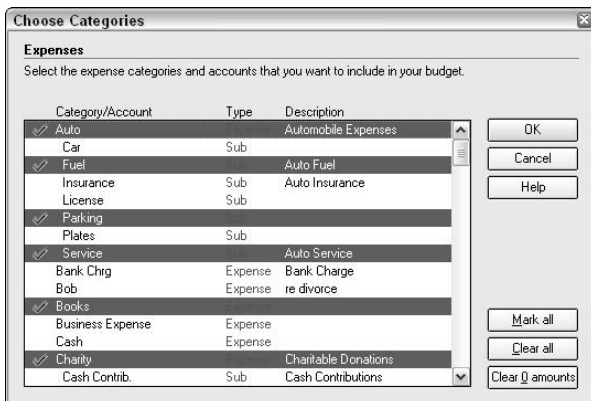 Choose Categories
Expenses
Select the expense categories and accounts that you want to include in your budget.
Category/Account Type Description
Auto Expense Automobile Expenses
Car Sub
Fuel Sub Auto Fuel
Insurance Sub Auto Insurance
License Sub
Parking Sub
Plates Sub
Service Sub Auto Service
Bank Chrg Expense Bank Charge
Bob Expense re divorce
Books Expense
Business Expense Expense
Cash Expense
Charity Expense Charitable Donations
Cash Contrib. Sub Cash Contributions
OK
Cancel
Help
Mark all
Clear all
Clear 0 amounts